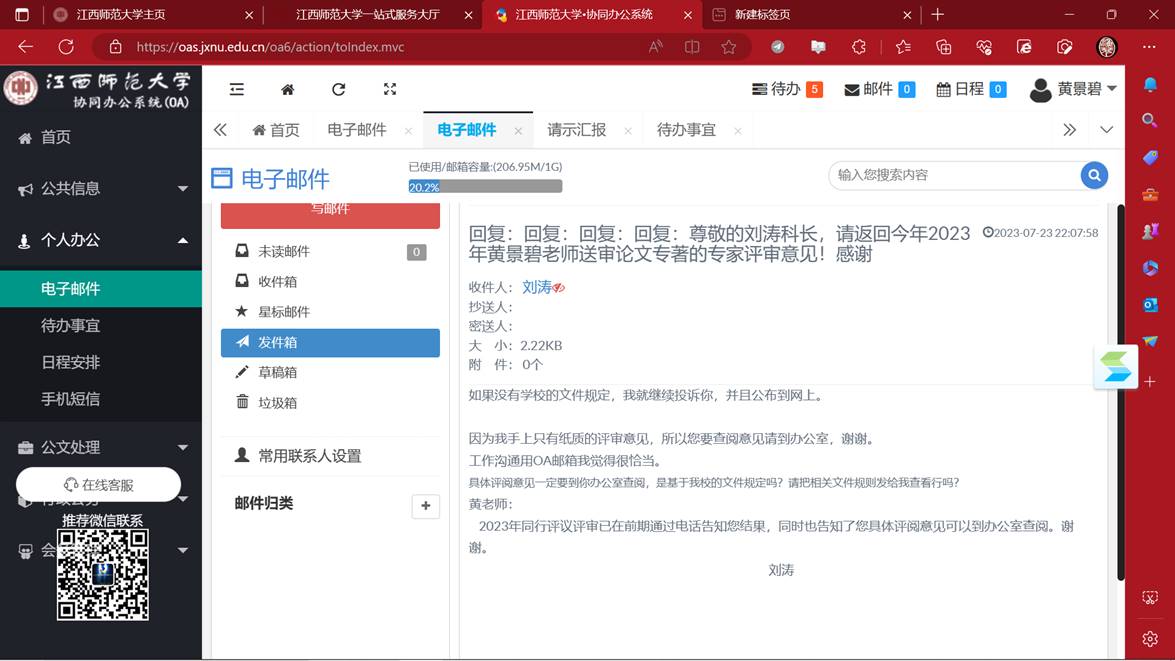 江西师范大学主页
江西师范大学一站式服务大厅
江西师范大学•协同办公系统
新建标签页
https://oas.jxnu.edu.cn/oa6/action/toIndex.mvc
江西师范大学
协同办公系统(OA)
待办 5
邮件 0
日程 0
黄景碧
首页
电子邮件
电子邮件
请示汇报
待办事宜
首页
公共信息
个人办公
电子邮件
待办事宜
日程安排
手机短信
公文处理
在线客服
推荐微信联系
电子邮件
已使用/邮箱容量:(206.95M/1G)
20.2%
输入您搜索内容
写邮件
未读邮件 0
收件箱
星标邮件
发件箱
草稿箱
垃圾箱
常用联系人设置
邮件归类
回复：回复：回复：回复：尊敬的刘涛科长，请返回今年2023
年黄景碧老师送审论文专著的专家评审意见！感谢
2023-07-23 22:07:58
收件人：刘涛
抄送人：
密送人：
大 小：2.22KB
附 件：0个
如果没有学校的文件规定，我就继续投诉你，并且公布到网上。
因为我手上只有纸质的评审意见，所以您要查阅意见请到办公室，谢谢。
工作沟通用OA邮箱我觉得很恰当。
具体评阅意见一定要到你办公室查阅，是基于我校的文件规定吗？请把相关文件规则发给我查看行吗？
黄老师：
2023年同行评议评审已在前期通过电话告知您结果，同时也告知了您具体评阅意见可以到办公室查阅。谢
谢。
刘涛